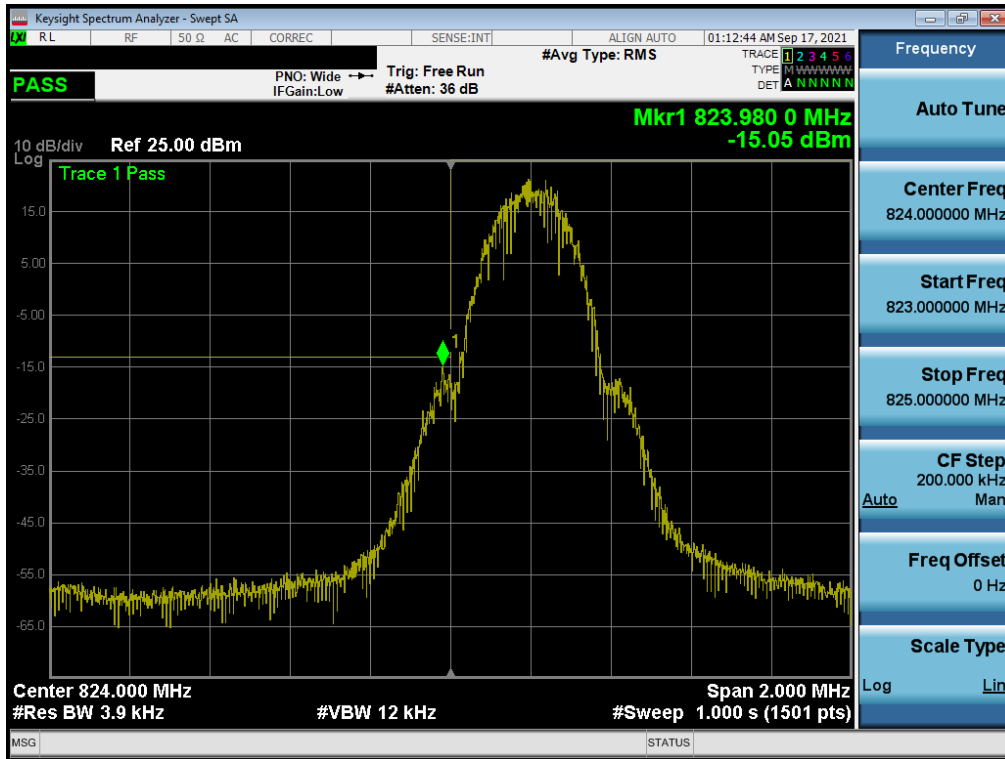 Keysight Spectrum Analyzer - Swept SA
LXI RL RF 50 Ω AC CORREC SENSE:INT ALIGN AUTO 01:12:44 AM Sep 17, 2021
PASS
PNO: Wide
IFGain:Low
Trig: Free Run
#Atten: 36 dB
#Avg Type: RMS
TRACE 1 2 3 4 5 6
TYPE M WWWWW
DET A N N N N N
Mkr1 823.980 0 MHz
-15.05 dBm
10 dB/div Ref 25.00 dBm
Log
Trace 1 Pass
15.0
5.00
-5.00
-15.0
-25.0
-35.0
-45.0
-55.0
-65.0
1
Center 824.000 MHz Span 2.000 MHz
#Res BW 3.9 kHz #VBW 12 kHz #Sweep 1.000 s (1501 pts)
MSG STATUS
Frequency
Auto Tune
Center Freq
824.000000 MHz
Start Freq
823.000000 MHz
Stop Freq
825.000000 MHz
CF Step
200.000 kHz
Auto Man
Freq Offset
0 Hz
Scale Type
Log Lin